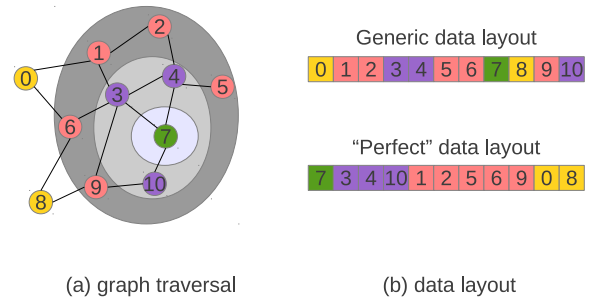 2
1
0
4
5
3
6
7
10
9
8
(a) graph traversal
Generic data layout
0 1 2 3 4 5 6 7 8 9 10
“Perfect” data layout
7 3 4 10 1 2 5 6 9 0 8
(b) data layout